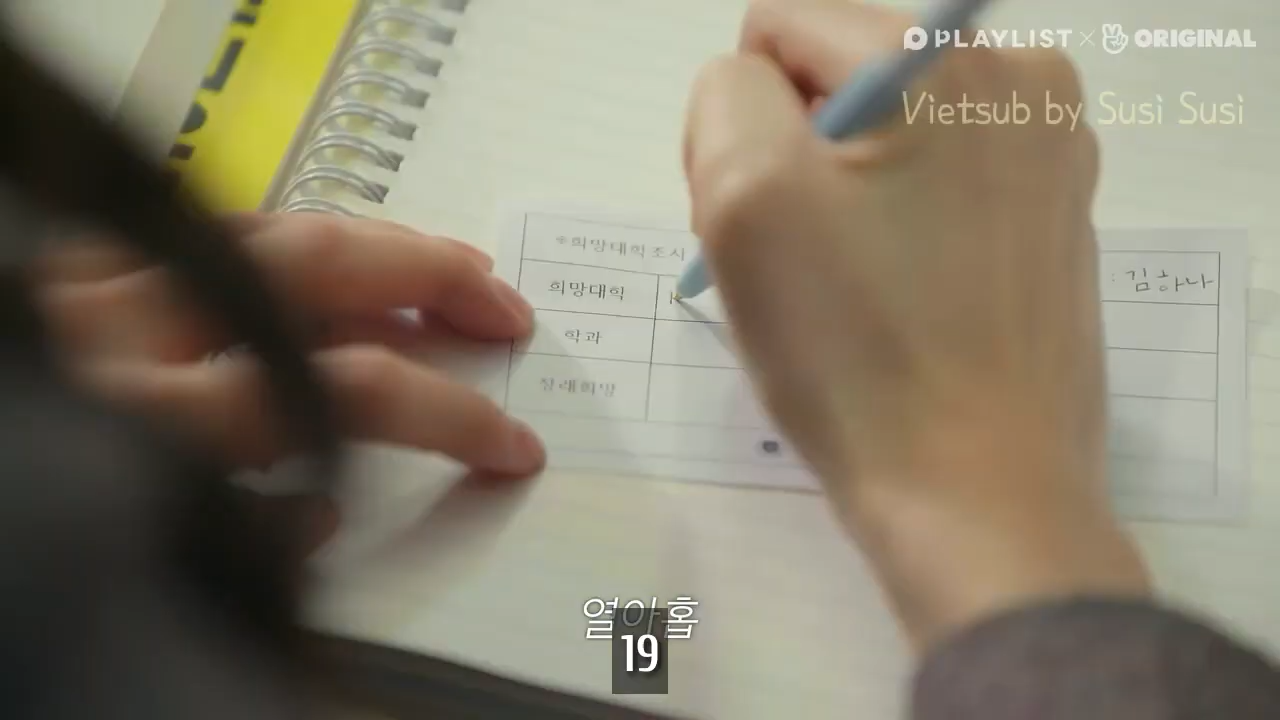 PLAYLIST × ORIGINAL
Vietsub by Susi Susi
※희망대학조사
: 김하나
희망대학
학과
장래희망
열아홉
19